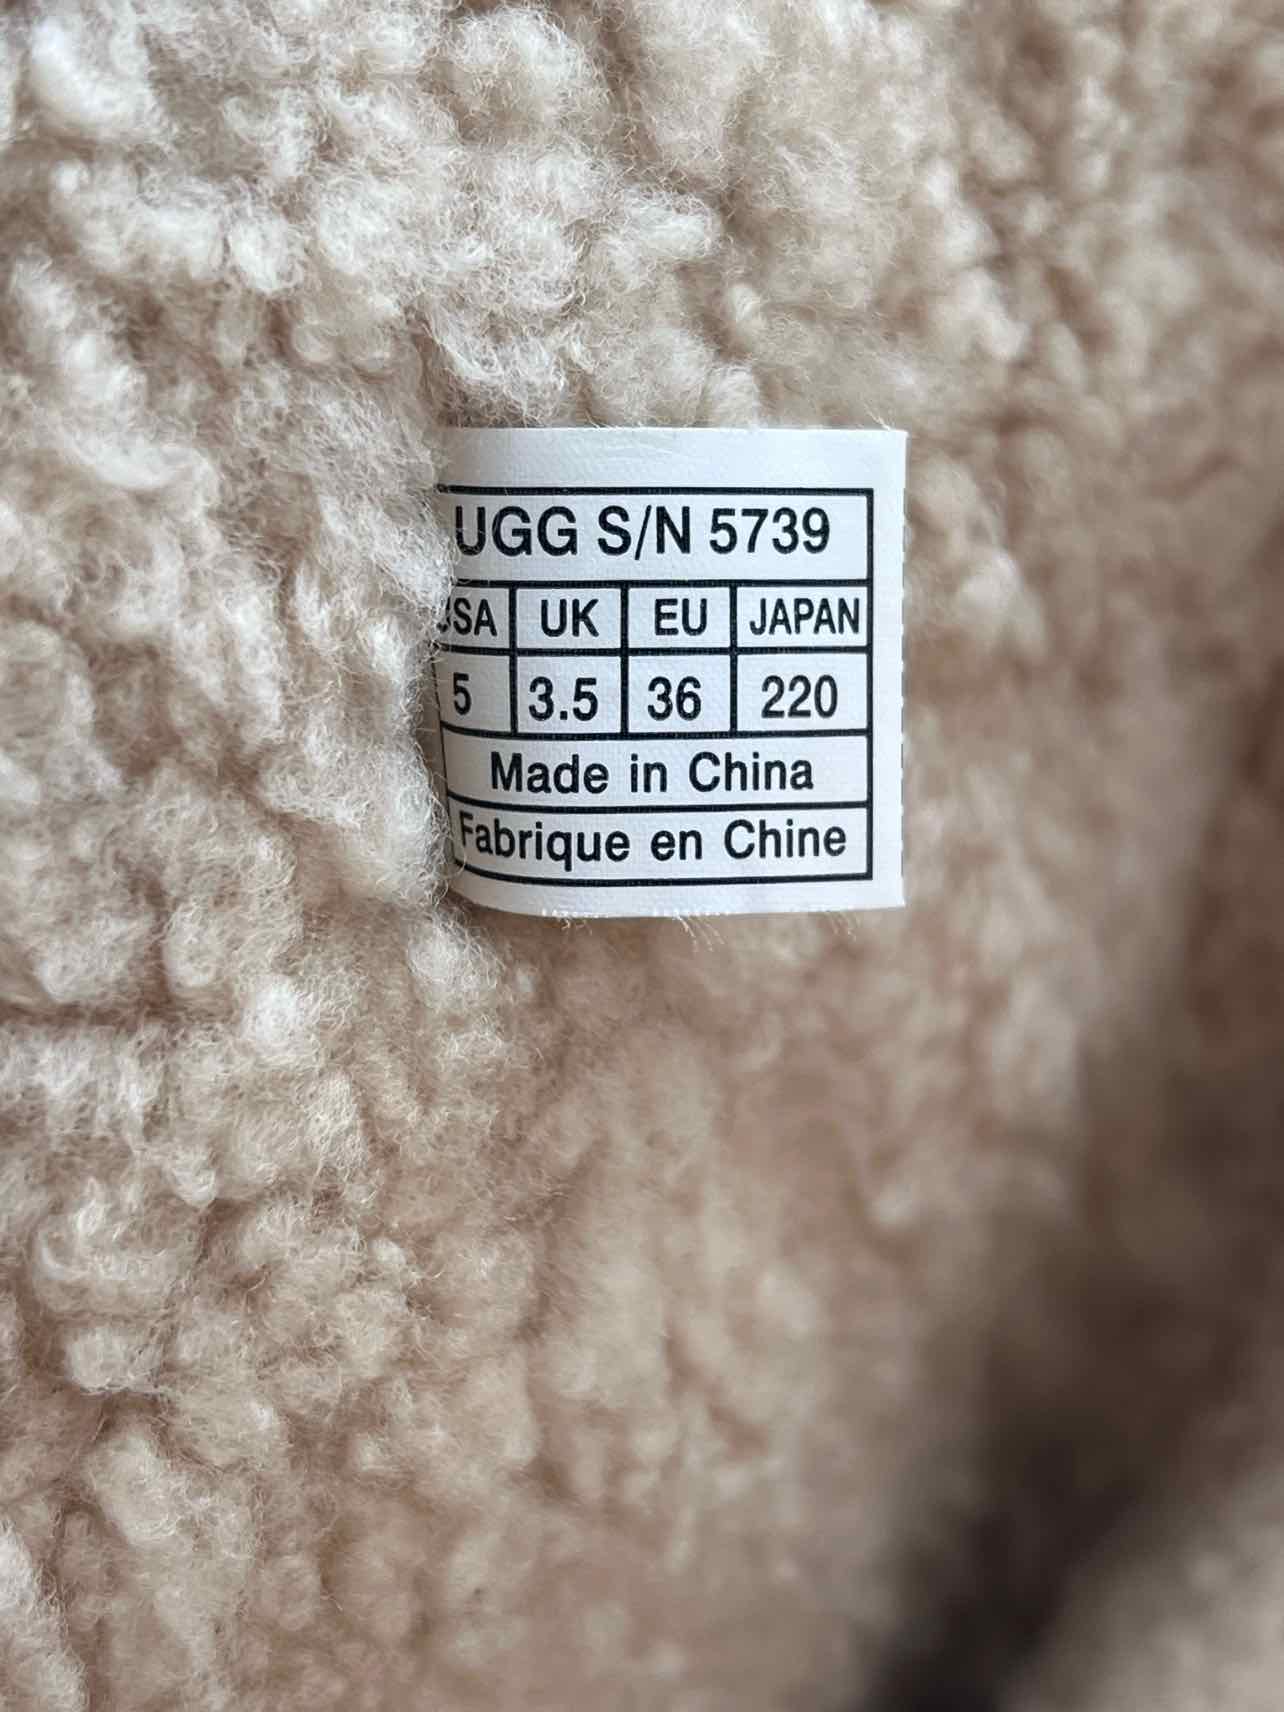 UGG S/N 5739
USA UK EU JAPAN
5 3.5 36 220
Made in China
Fabrique en Chine